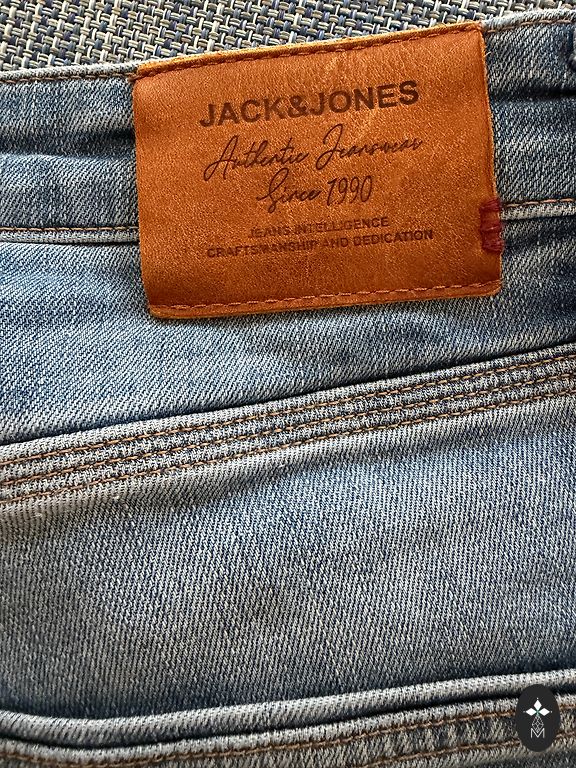 JACK&JONES
Authentic Jeanswear
Since 1990
JEANS INTELLIGENCE
CRAFTSMANSHIP AND DEDICATION
M